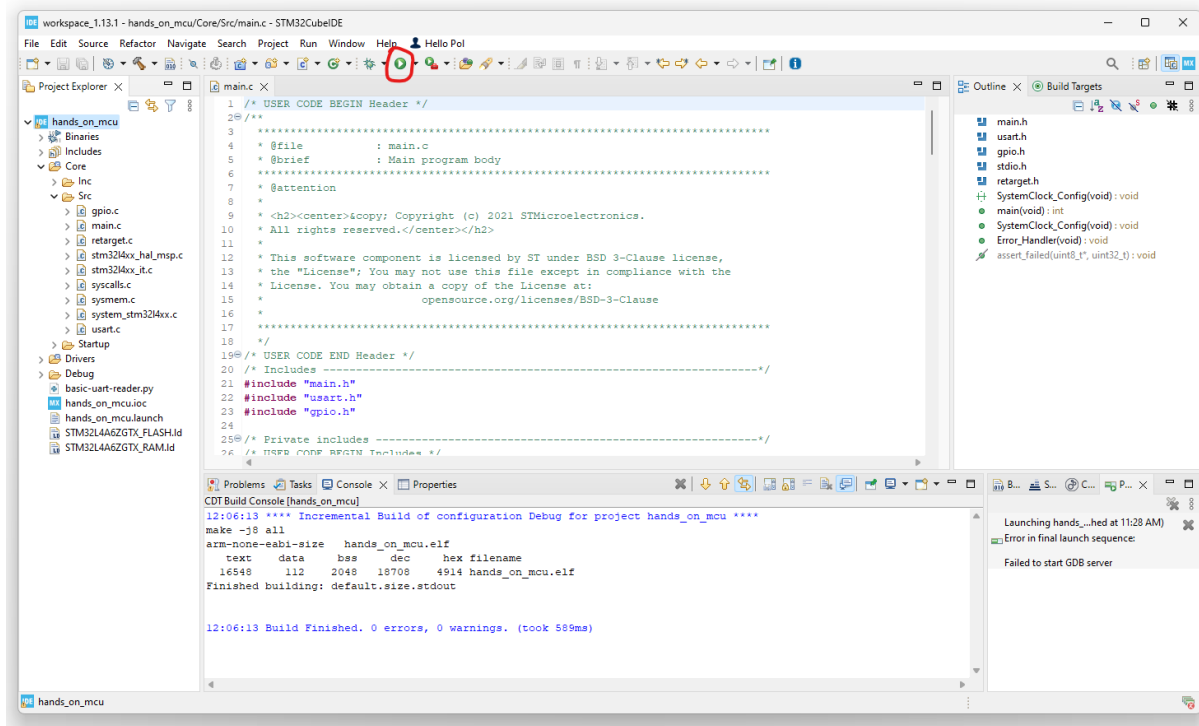 IDE workspace_1.13.1 - hands_on_mcu/Core/Src/main.c - STM32CubeIDE
File Edit Source Refactor Navigate Search Project Run Window Help Hello Pol
Project Explorer
hands_on_mcu
Binaries
Includes
Core
Inc
Src
gpio.c
main.c
retarget.c
stm32l4xx_hal_msp.c
stm32l4xx_it.c
syscalls.c
sysmem.c
system_stm32l4xx.c
usart.c
Startup
Drivers
Debug
basic-uart-reader.py
MX hands_on_mcu.ioc
hands_on_mcu.launch
STM32L4A6ZGTX_FLASH.ld
STM32L4A6ZGTX_RAM.ld
main.c
1 /* USER CODE BEGIN Header */
2 /**
3 ******************************************************************************
4 * @file : main.c
5 * @brief : Main program body
6 ******************************************************************************
7 * @attention
8 *
9 * <h2><center>&copy; Copyright (c) 2021 STMicroelectronics.
10 * All rights reserved.</center></h2>
11 *
12 * This software component is licensed by ST under BSD 3-Clause license,
13 * the "License"; You may not use this file except in compliance with the
14 * License. You may obtain a copy of the License at:
15 * opensource.org/licenses/BSD-3-Clause
16 *
17 ******************************************************************************
18 */
19 /* USER CODE END Header */
20 /* Includes ------------------------------------------------------------------*/
21 #include "main.h"
22 #include "usart.h"
23 #include "gpio.h"
24
25 /* Private includes ----------------------------------------------------------*/
26 /* USER CODE BEGIN Includes */
Outline Build Targets
main.h
usart.h
gpio.h
stdio.h
retarget.h
SystemClock_Config(void) : void
main(void) : int
SystemClock_Config(void) : void
Error_Handler(void) : void
assert_failed(uint8_t*, uint32_t) : void
Problems Tasks Console Properties
CDT Build Console [hands_on_mcu]
12:06:13 **** Incremental Build of configuration Debug for project hands_on_mcu ****
make -j8 all
arm-none-eabi-size hands_on_mcu.elf
text data bss dec hex filename
16548 112 2048 18708 4914 hands_on_mcu.elf
Finished building: default.size.stdout
12:06:13 Build Finished. 0 errors, 0 warnings. (took 589ms)
B... S... C... P...
Launching hands_...hed at 11:28 AM)
Error in final launch sequence:
Failed to start GDB server
IDE hands_on_mcu